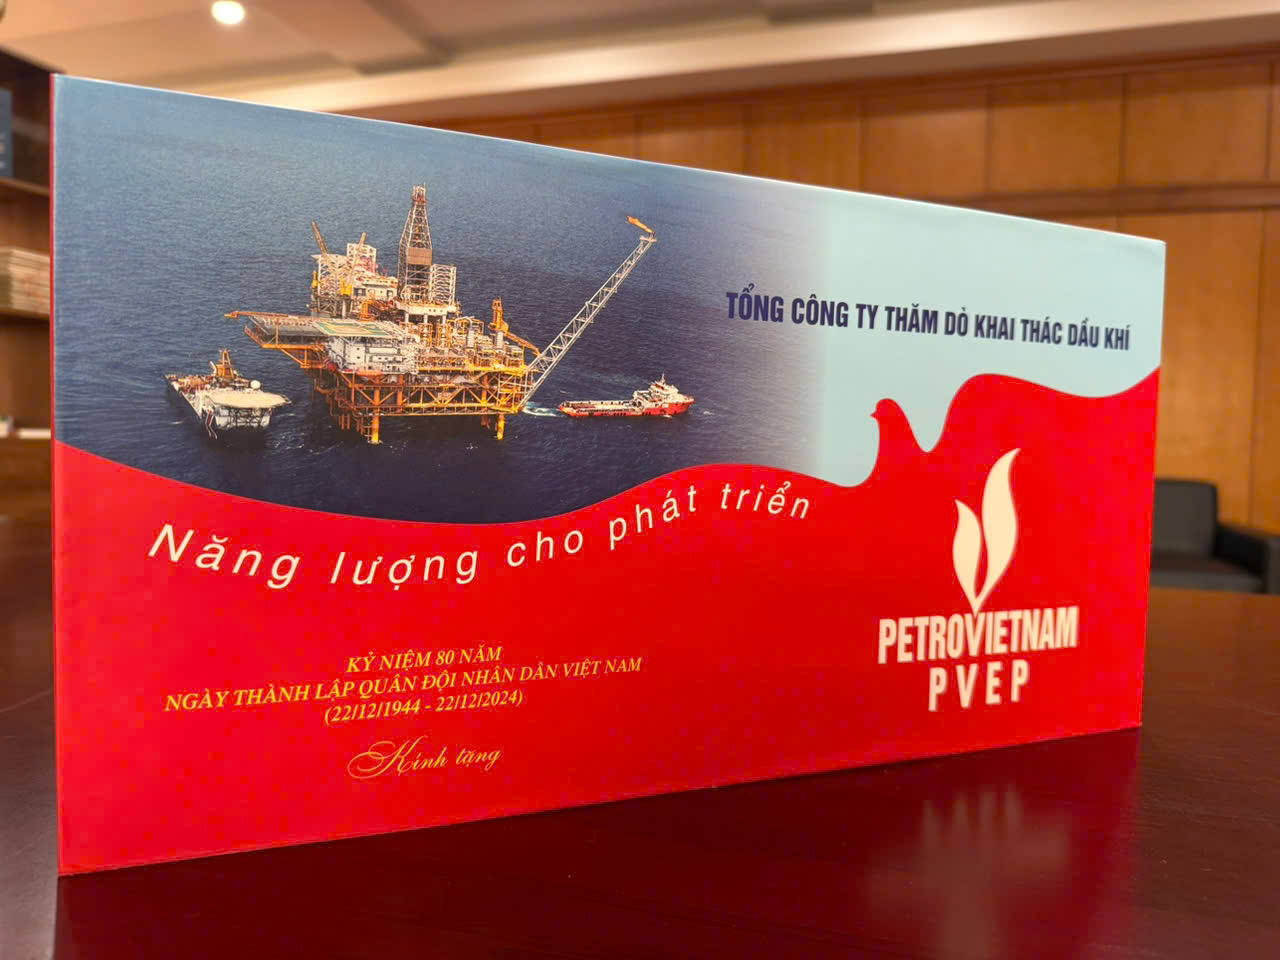 TỔNG CÔNG TY THĂM DÒ KHAI THÁC DẦU KHÍ
Năng lượng cho phát triển
PETROVIETNAM
PVEP
KỶ NIỆM 80 NĂM
NGÀY THÀNH LẬP QUÂN ĐỘI NHÂN DÂN VIỆT NAM
(22/12/1944 - 22/12/2024)
Kính tặng